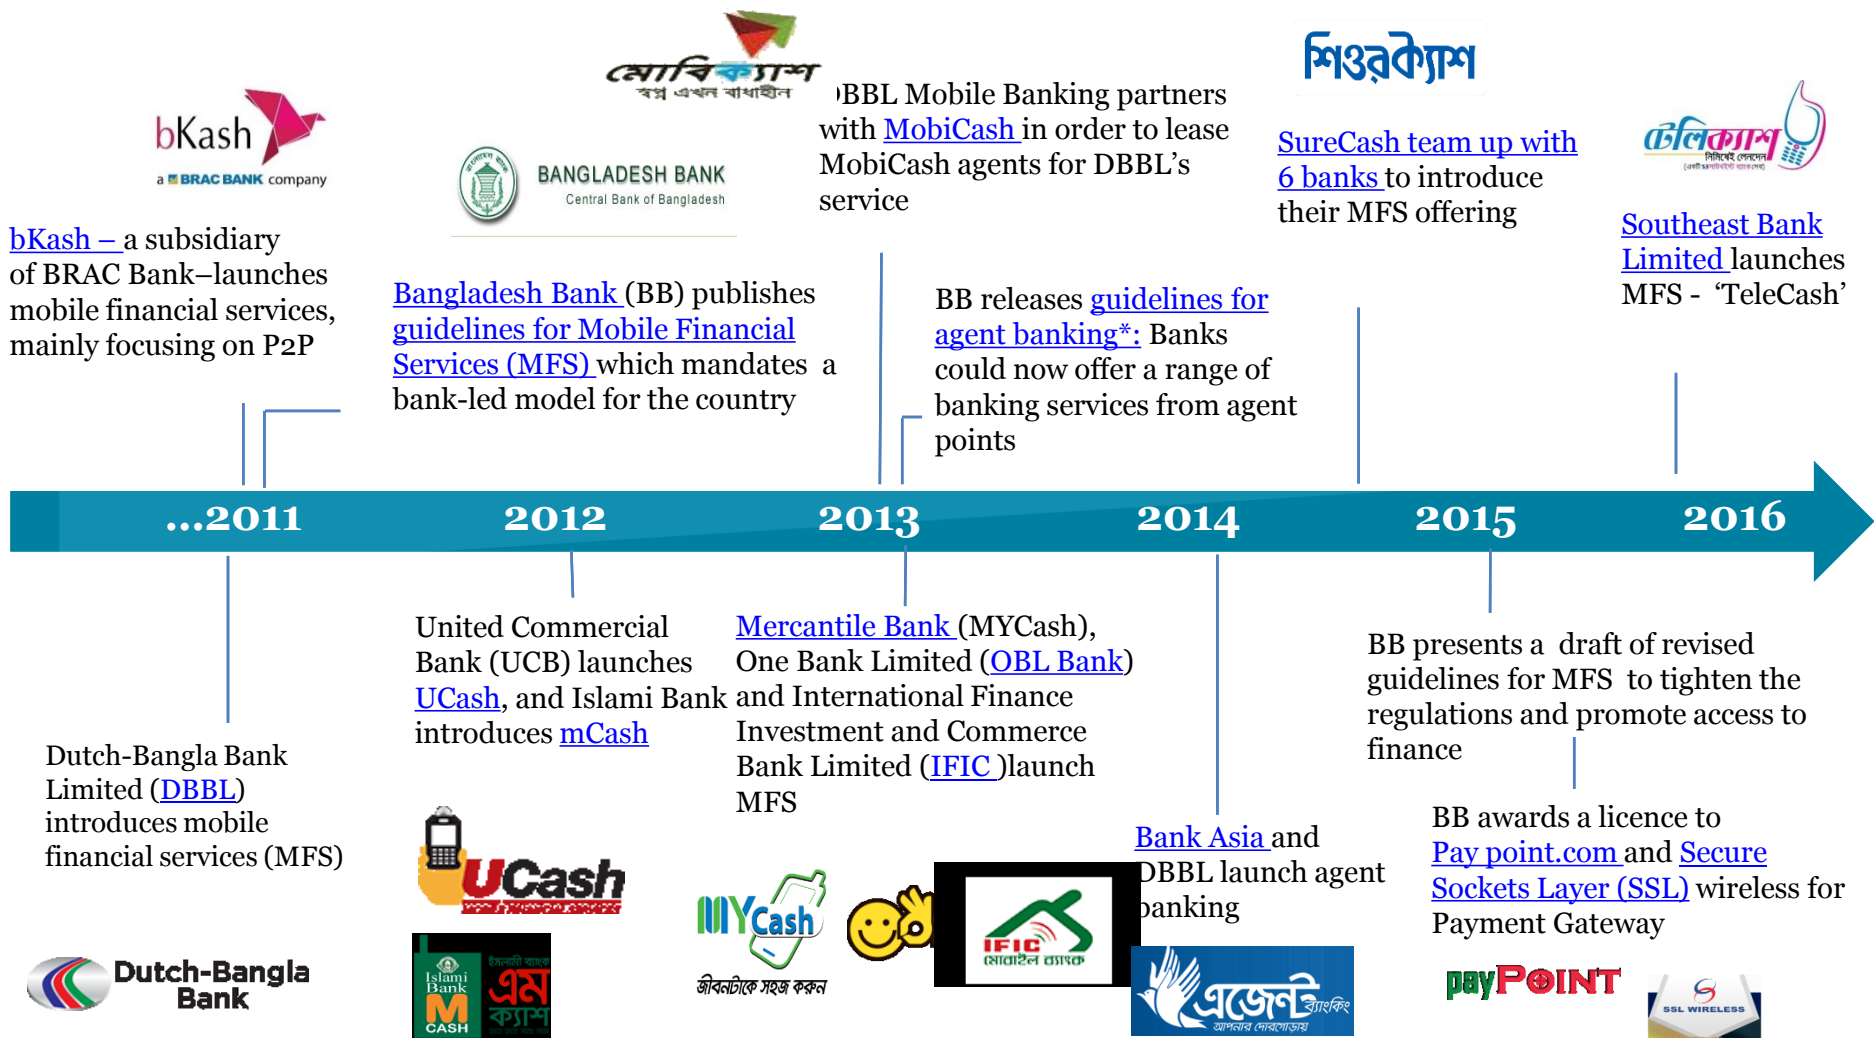 মোবিক্যাশ
স্বপ্ন এখন বাধাহীন
শিওরক্যাশ
bKash
a BRAC BANK company
BANGLADESH BANK
Central Bank of Bangladesh
BBL Mobile Banking partners
with MobiCash in order to lease
MobiCash agents for DBBL's
service
SureCash team up with
6 banks to introduce
their MFS offering
টেলিক্যাশ
নিমিষেই লেনদেন
bKash – a subsidiary
of BRAC Bank–launches
mobile financial services,
mainly focusing on P2P
Bangladesh Bank (BB) publishes
guidelines for Mobile Financial
Services (MFS) which mandates a
bank-led model for the country
BB releases guidelines for
agent banking*: Banks
could now offer a range of
banking services from agent
points
Southeast Bank
Limited launches
MFS - ‘TeleCash’
...2011 2012 2013 2014 2015 2016
Dutch-Bangla Bank
Limited (DBBL)
introduces mobile
financial services (MFS)
United Commercial
Bank (UCB) launches
UCash, and Islami Bank
introduces mCash
Mercantile Bank (MYCash),
One Bank Limited (OBL Bank)
and International Finance
Investment and Commerce
Bank Limited (IFIC )launch
MFS
Bank Asia and
DBBL launch agent
banking
BB presents a draft of revised
guidelines for MFS to tighten the
regulations and promote access to
finance
BB awards a licence to
Pay point.com and Secure
Sockets Layer (SSL) wireless for
Payment Gateway
Dutch-Bangla
Bank
UCash
Islami
Bank
M
CASH
ইসলামী ব্যাংক
এম
ক্যাশ
MYCash
জীবনটাকে সহজ করুন
IFIC
মোবাইল ব্যাংক
এজেন্ট ব্যাংকিং
আপনার দোরগোড়ায়
payPOINT
SSL WIRELESS